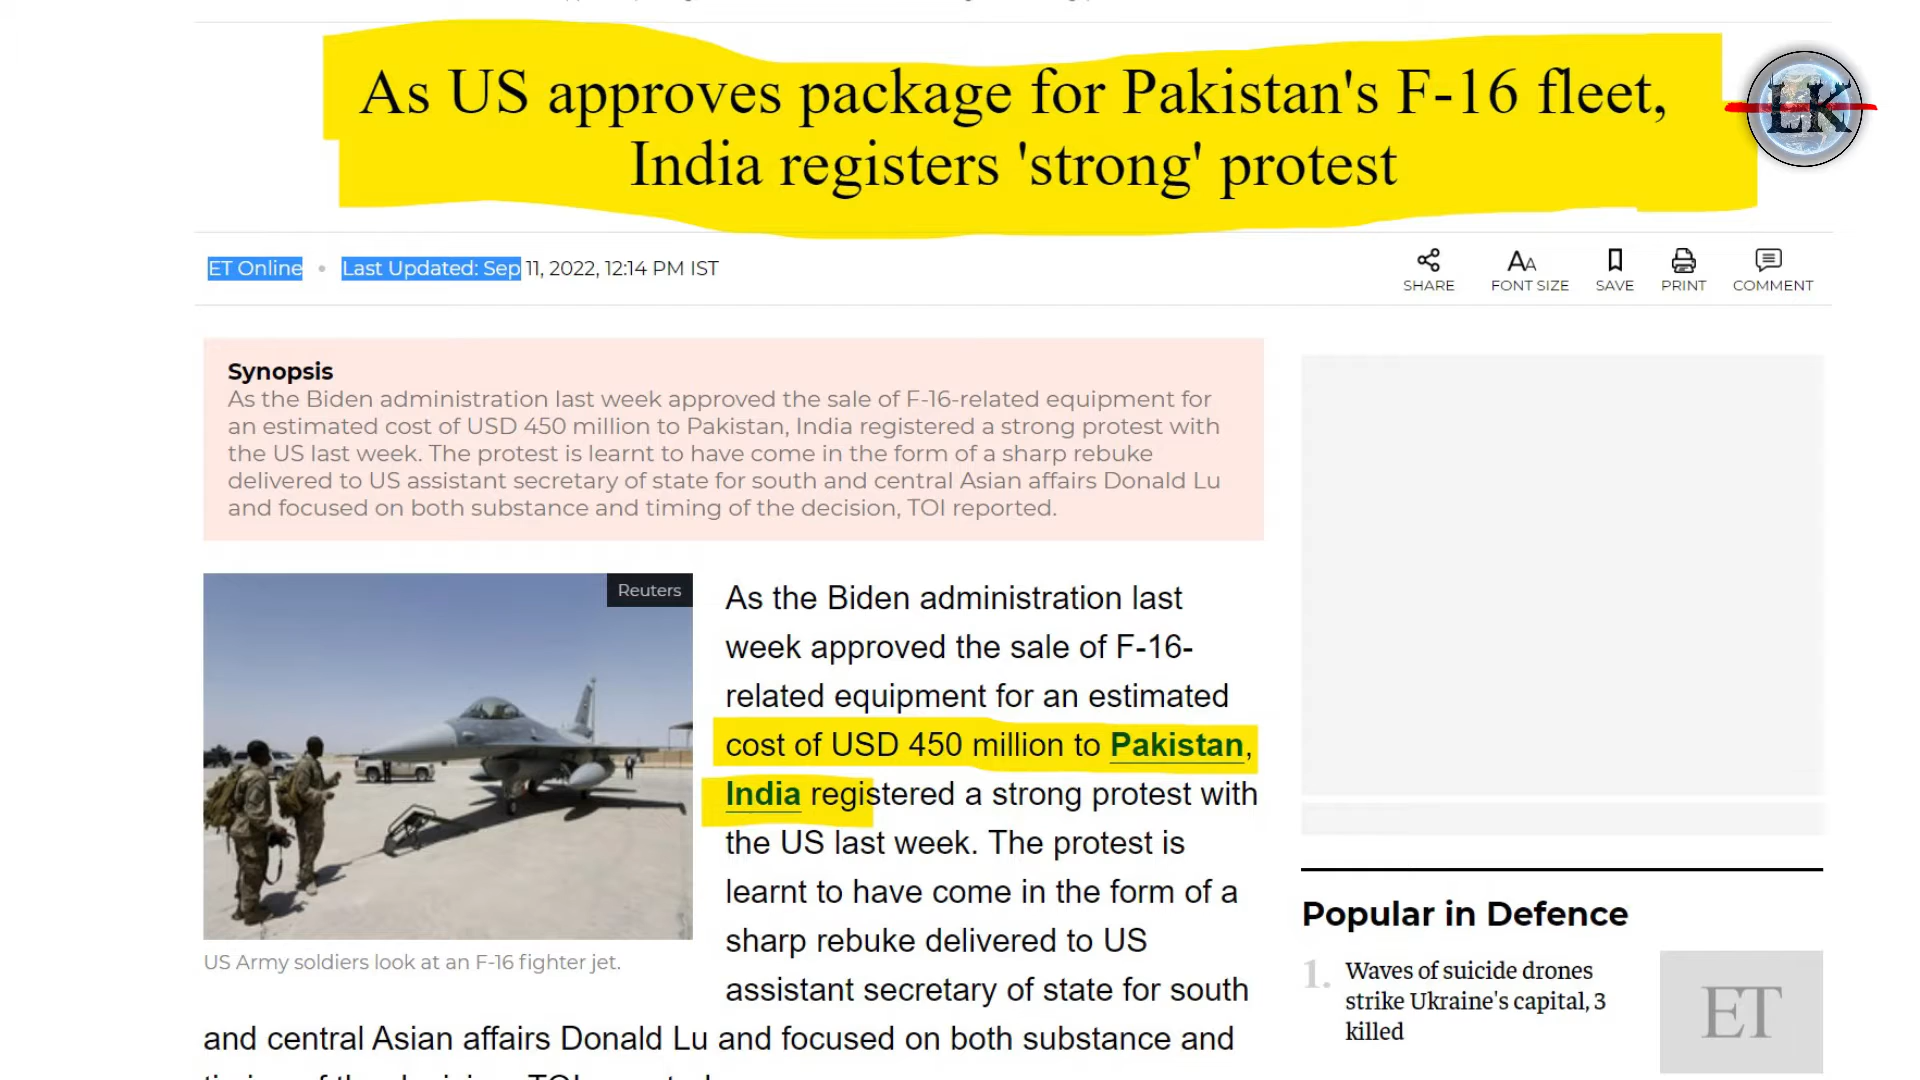 As US approves package for Pakistan's F-16 fleet,
India registers 'strong' protest
LK
ET Online • Last Updated: Sep 11, 2022, 12:14 PM IST
SHARE
AA
FONT SIZE
SAVE
PRINT
COMMENT
Synopsis
As the Biden administration last week approved the sale of F-16-related equipment for
an estimated cost of USD 450 million to Pakistan, India registered a strong protest with
the US last week. The protest is learnt to have come in the form of a sharp rebuke
delivered to US assistant secretary of state for south and central Asian affairs Donald Lu
and focused on both substance and timing of the decision, TOI reported.
Reuters
US Army soldiers look at an F-16 fighter jet.
As the Biden administration last
week approved the sale of F-16-
related equipment for an estimated
cost of USD 450 million to Pakistan,
India registered a strong protest with
the US last week. The protest is
learnt to have come in the form of a
sharp rebuke delivered to US
assistant secretary of state for south
and central Asian affairs Donald Lu and focused on both substance and
Popular in Defence
1. Waves of suicide drones
strike Ukraine's capital, 3
killed
ET